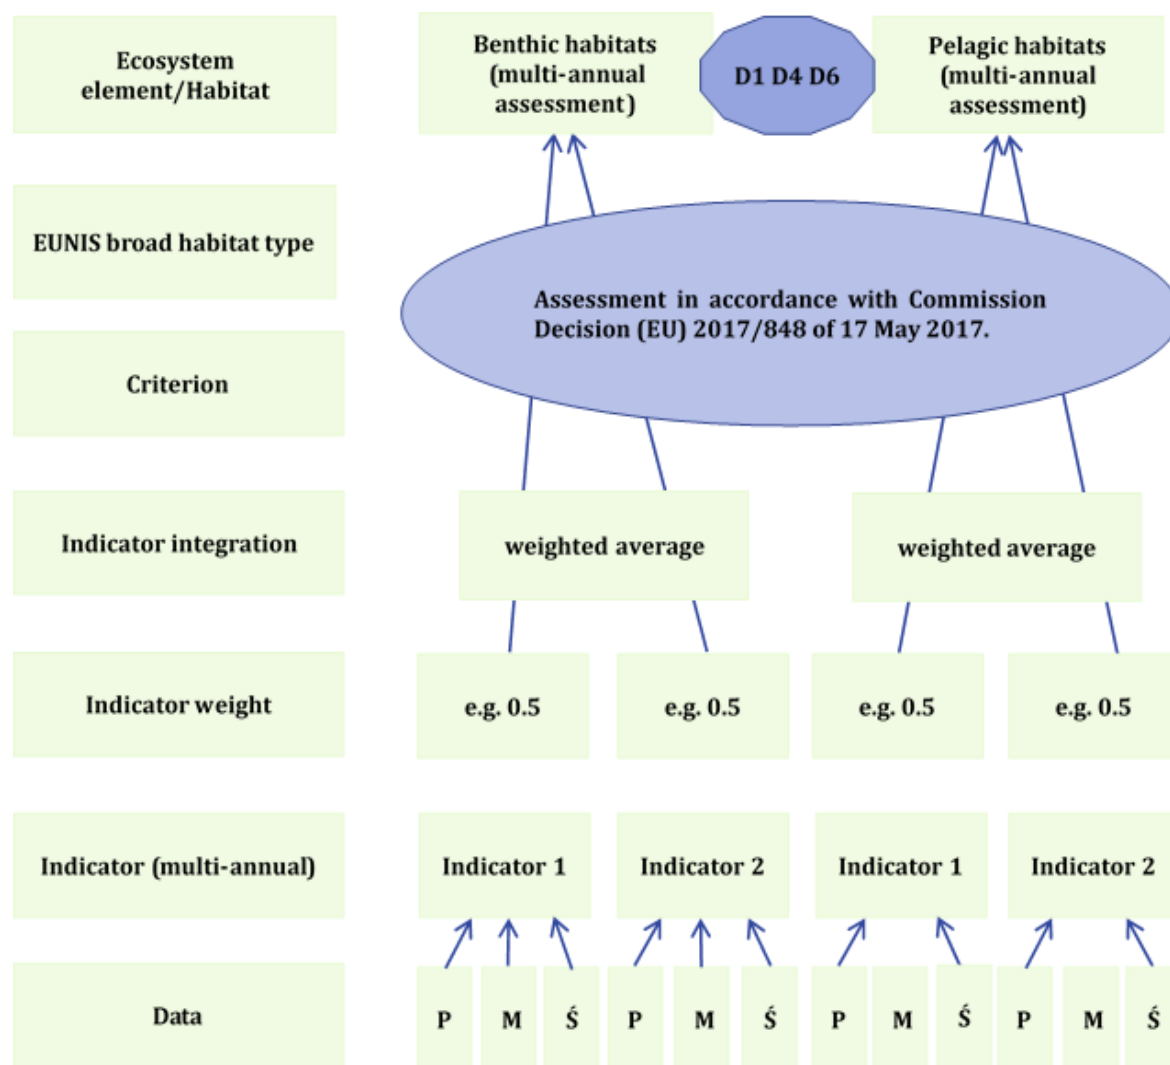 Ecosystem
element/Habitat
Benthic habitats
(multi-annual
assessment)
D1 D4 D6
Pelagic habitats
(multi-annual
assessment)
EUNIS broad habitat type
Assessment in accordance with Commission
Decision (EU) 2017/848 of 17 May 2017.
Criterion
Indicator integration
weighted average
weighted average
Indicator weight
e.g. 0.5
e.g. 0.5
e.g. 0.5
e.g. 0.5
Indicator (multi-annual)
Indicator 1
Indicator 2
Indicator 1
Indicator 2
Data
P
M
Ś
P
M
Ś
P
M
Ś
P
M
Ś